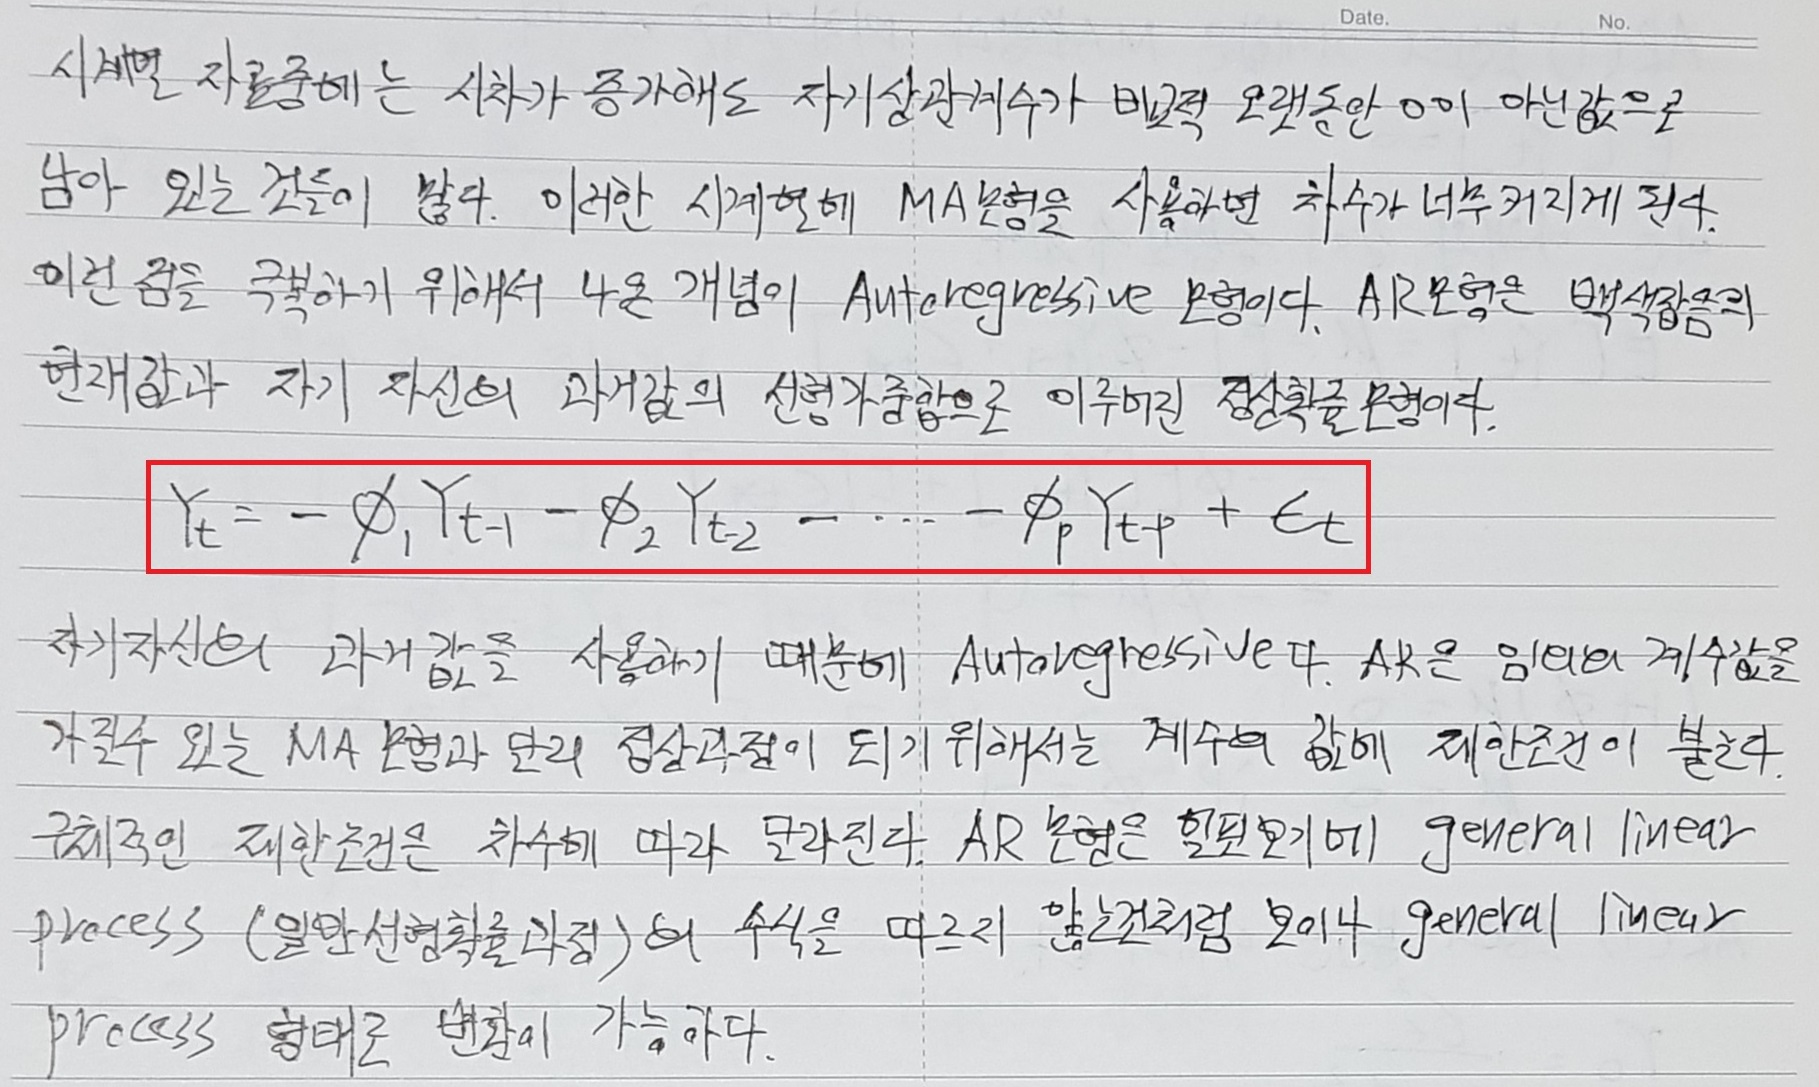 Date. No.
시계열 자료중에는 시차가 증가해도 자기상관계수가 비교적 오랫동안 0이 아닌값으로
남아 있는 것들이 많다. 이러한 시계열에 MA모형을 사용하면 차수가 너무커지게 된다.
이런 점을 극복하기 위해서 나온 개념이 Autoregressive 모형이다. AR모형은 백색잡음의
현재값과 자기 자신의 과거값의 선형가중합으로 이루어진 정상확률모형이다.
Yt = - ϕ₁Yt-1 - ϕ₂Yt-2 - ... - ϕpYt-p + ϵt
자기자신의 과거값을 사용하기 때문에 Autoregressive다. AR은 임의의 계수값을
가질수 있는 MA모형과 달리 정상과정이 되기위해서는 계수의 값에 제한조건이 붙는다.
구체적인 제한조건은 차수에 따라 달라진다. AR모형은 얼핏보기에 general linear
process (일반선형확률과정)의 수식을 따르지 않는것처럼 보이나 general linear
process 형태로 변환이 가능하다.